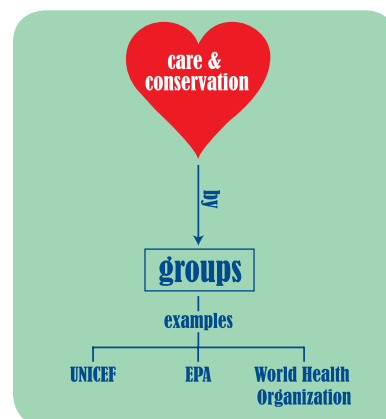 care &
conservation
by
groups
examples
UNICEF EPA World Health
Organization